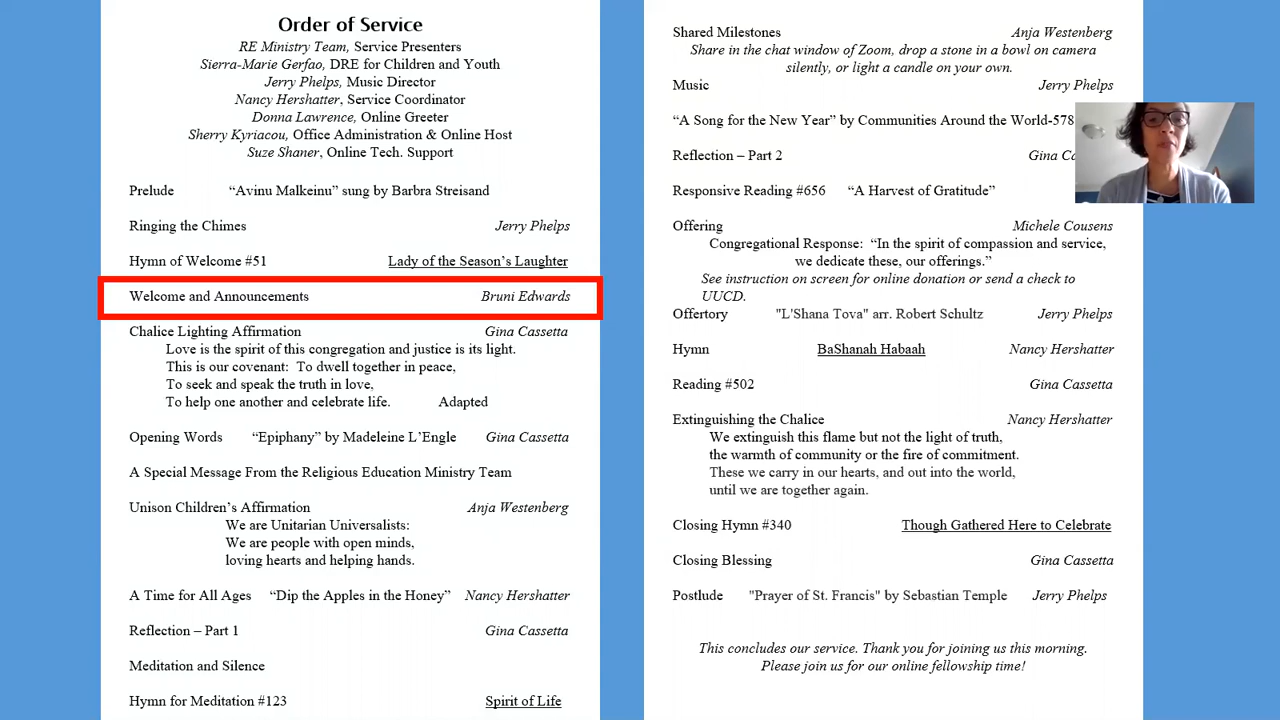 Order of Service
RE Ministry Team, Service Presenters
Sierra-Marie Gerfao, DRE for Children and Youth
Jerry Phelps, Music Director
Nancy Hershatter, Service Coordinator
Donna Lawrence, Online Greeter
Sherry Kyriacou, Office Administration & Online Host
Suze Shaner, Online Tech. Support
Prelude “Avinu Malkeinu” sung by Barbra Streisand
Ringing the Chimes Jerry Phelps
Hymn of Welcome #51 Lady of the Season’s Laughter
Welcome and Announcements Bruni Edwards
Chalice Lighting Affirmation Gina Cassetta
Love is the spirit of this congregation and justice is its light.
This is our covenant: To dwell together in peace,
To seek and speak the truth in love,
To help one another and celebrate life. Adapted
Opening Words “Epiphany” by Madeleine L’Engle Gina Cassetta
A Special Message From the Religious Education Ministry Team
Unison Children’s Affirmation Anja Westenberg
We are Unitarian Universalists:
We are people with open minds,
loving hearts and helping hands.
A Time for All Ages “Dip the Apples in the Honey” Nancy Hershatter
Reflection – Part 1 Gina Cassetta
Meditation and Silence
Hymn for Meditation #123 Spirit of Life
Shared Milestones Anja Westenberg
Share in the chat window of Zoom, drop a stone in a bowl on camera
silently, or light a candle on your own.
Music Jerry Phelps
“A Song for the New Year” by Communities Around the World-578
Reflection – Part 2 Gina
Responsive Reading #656 “A Harvest of Gratitude”
Offering Michele Cousens
Congregational Response: “In the spirit of compassion and service,
we dedicate these, our offerings.”
See instruction on screen for online donation or send a check to
UUCD.
Offertory "L'Shana Tova" arr. Robert Schultz Jerry Phelps
Hymn BaShanah Habaah Nancy Hershatter
Reading #502 Gina Cassetta
Extinguishing the Chalice Nancy Hershatter
We extinguish this flame but not the light of truth,
the warmth of community or the fire of commitment.
These we carry in our hearts, and out into the world,
until we are together again.
Closing Hymn #340 Though Gathered Here to Celebrate
Closing Blessing Gina Cassetta
Postlude "Prayer of St. Francis" by Sebastian Temple Jerry Phelps
This concludes our service. Thank you for joining us this morning.
Please join us for our online fellowship time!